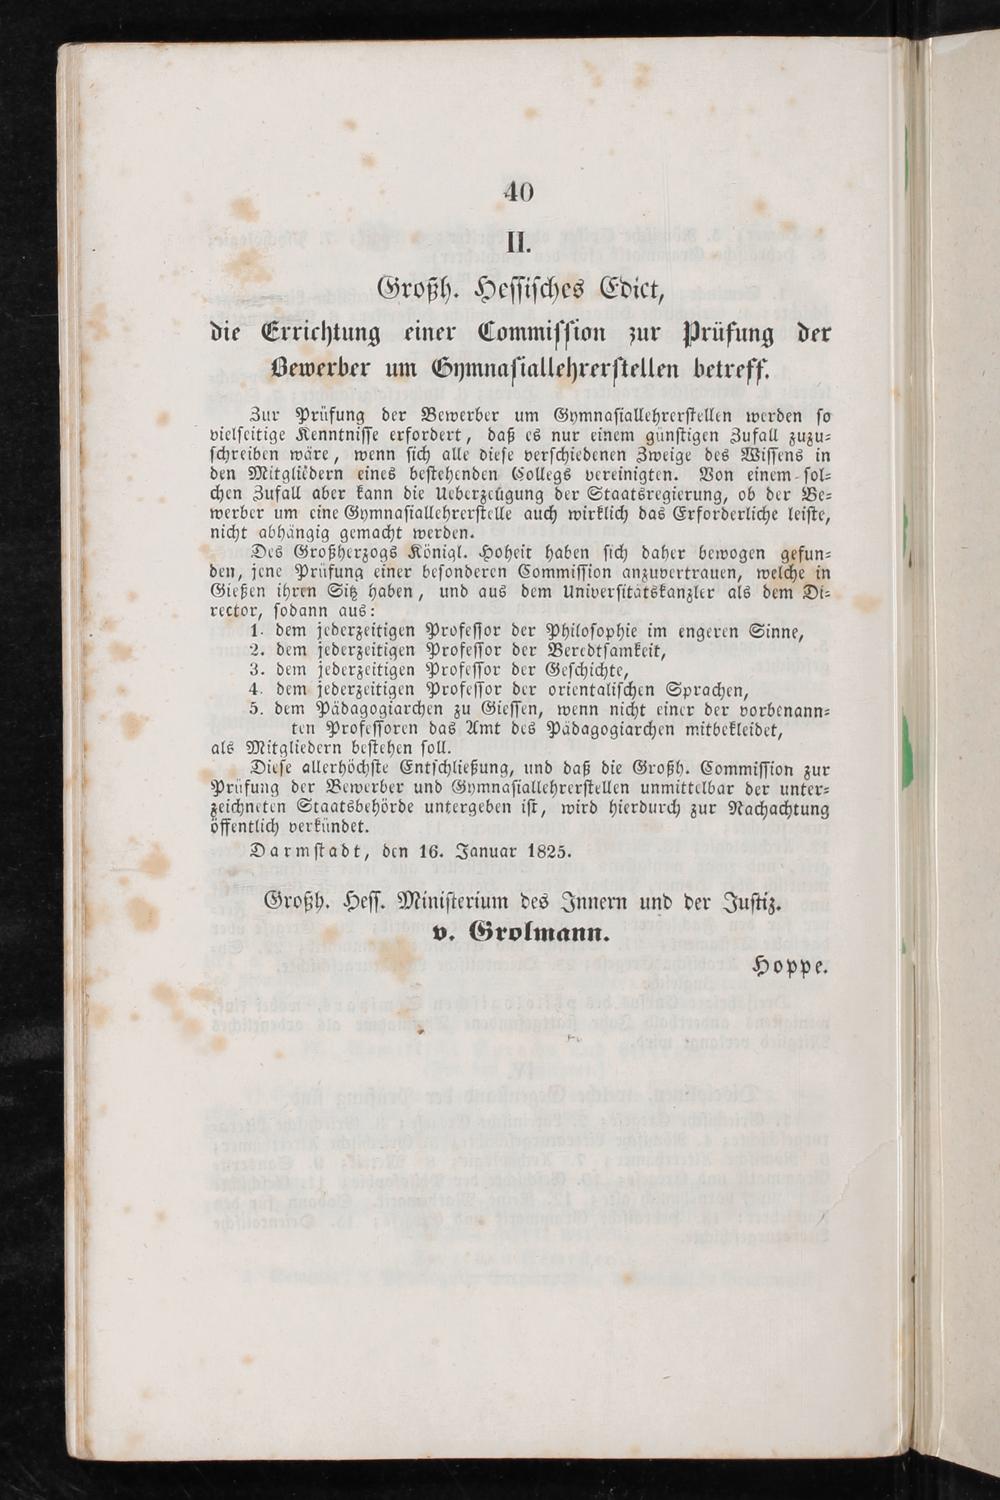 40
II.
Großh. Hessisches Edict,
die Errichtung einer Commission zur Prüfung der
Bewerber um Gymnasiallehrerstellen betreff.
Zur Prüfung der Bewerber um Gymnasiallehrerstellen werden so
vielseitige Kenntnisse erfordert, daß es nur einem günstigen Zufall zuzu-
schreiben wäre, wenn sich alle diese verschiedenen Zweige des Wissens in
den Mitgliedern eines bestehenden Collegs vereinigten. Von einem sol-
chen Zufall aber kann die Ueberzeugung der Staatsregierung, ob der Be-
werber um eine Gymnasiallehrerstelle auch wirklich das Erforderliche leiste,
nicht abhängig gemacht werden.
Des Großherzogs Königl. Hoheit haben sich daher bewogen gefun-
den, jene Prüfung einer besonderen Commission anzuvertrauen, welche in
Gießen ihren Sitz haben, und aus dem Universitätskanzler als dem Di-
rector, sodann aus:
1. dem jederzeitigen Professor der Philosophie im engeren Sinne,
2. dem jederzeitigen Professor der Beredtsamkeit,
3. dem jederzeitigen Professor der Geschichte,
4. dem jederzeitigen Professor der orientalischen Sprachen,
5. dem Pädagogiarchen zu Giessen, wenn nicht einer der vorbenann-
ten Professoren das Amt des Pädagogiarchen mitbekleidet,
als Mitgliedern bestehen soll.
Diese allerhöchste Entschließung, und daß die Großh. Commission zur
Prüfung der Bewerber und Gymnasiallehrerstellen unmittelbar der unter-
zeichneten Staatsbehörde untergeben ist, wird hierdurch zur Nachachtung
öffentlich verkündet.
Darmstadt, den 16. Januar 1825.
Großh. Hess. Ministerium des Innern und der Justiz.
v. Grolmann.
Hoppe.